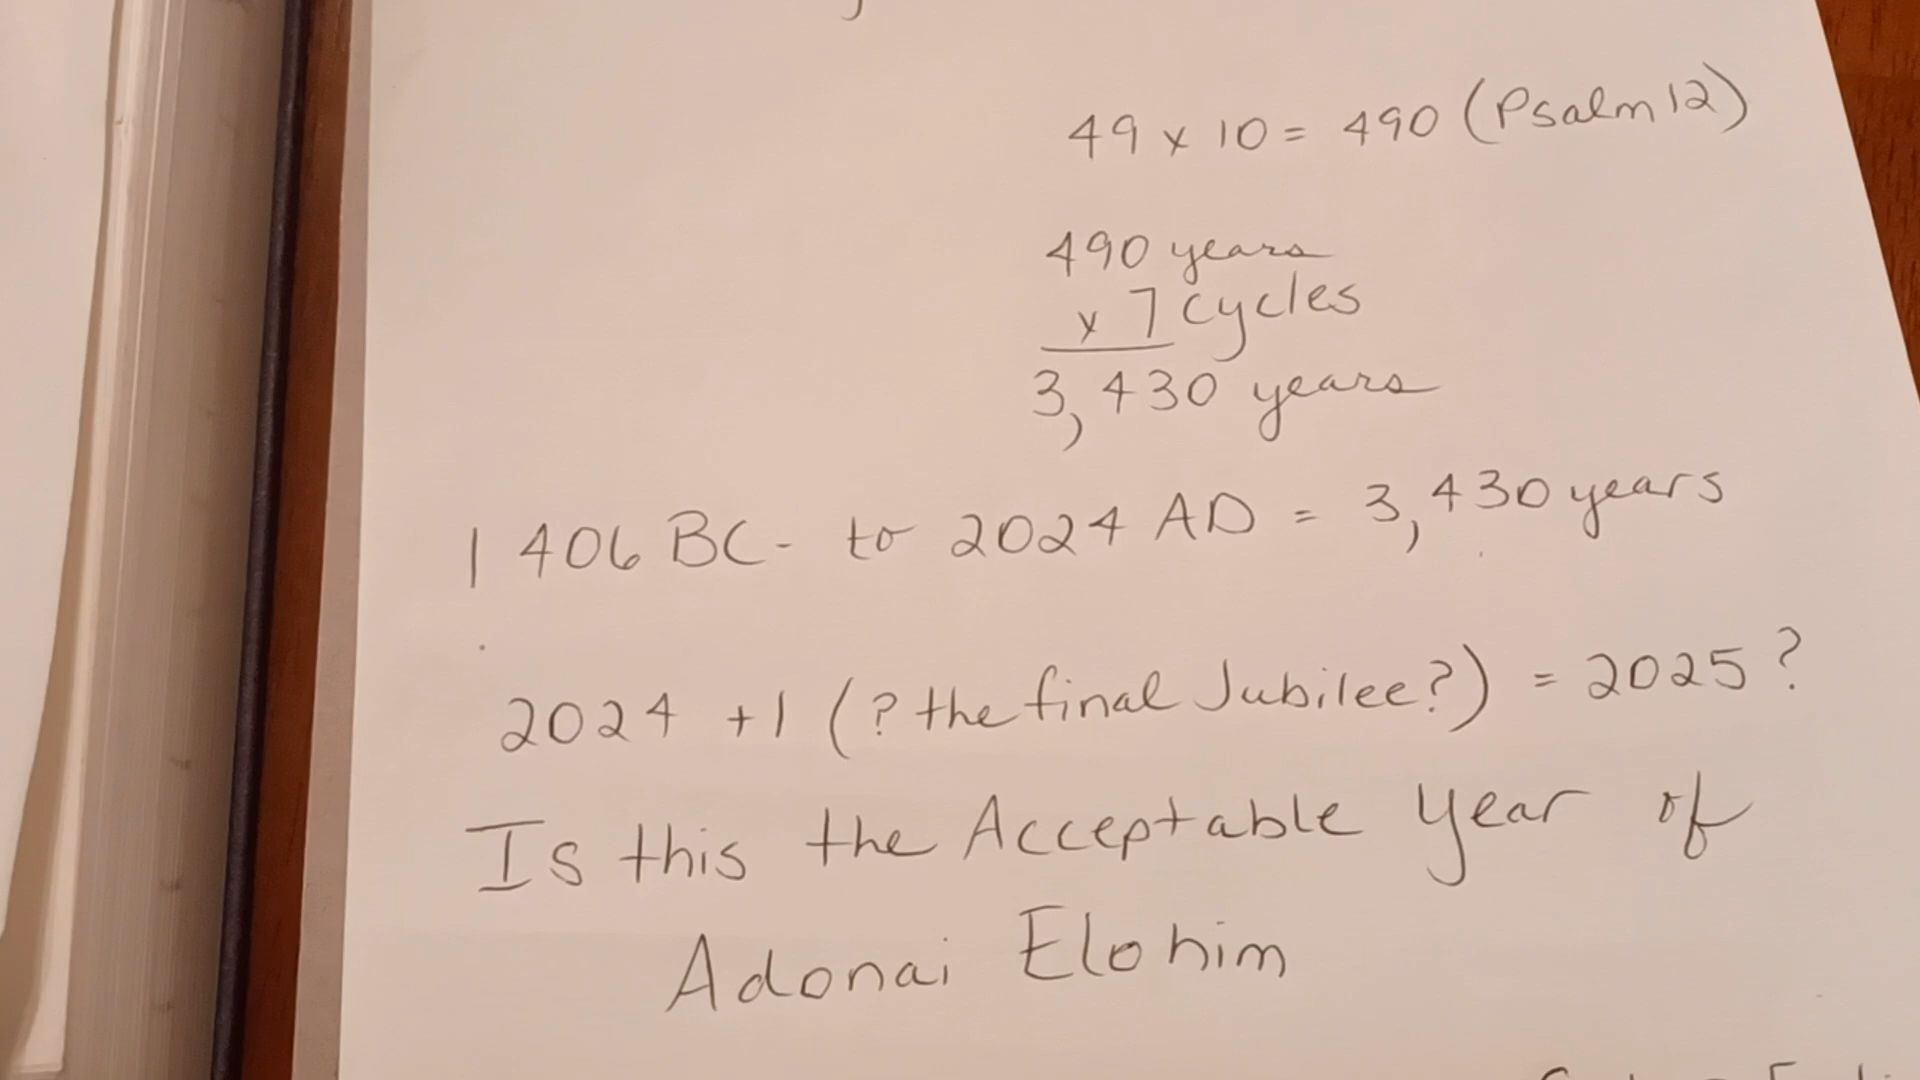 49 x 10 = 490 (Psalm 12)
490 years
x 7 cycles
3,430 years
1406 BC - to 2024 AD = 3,430 years
2024 +1 (? the final Jubilee?) = 2025?
Is this the Acceptable Year of
Adonai Elohim